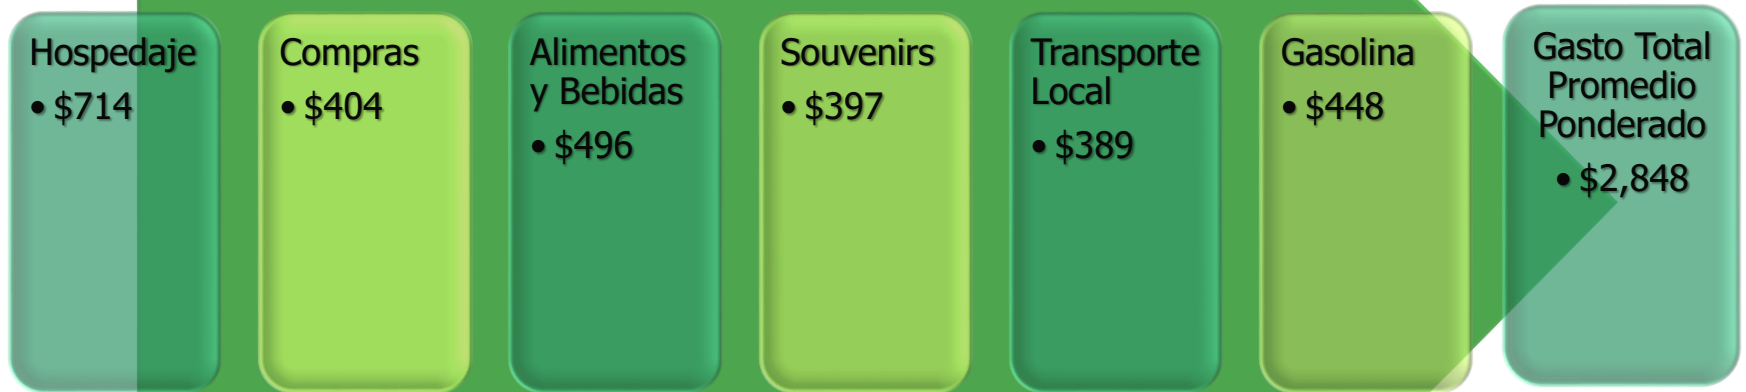 Hospedaje
• $714
Compras
• $404
Alimentos
y Bebidas
• $496
Souvenirs
• $397
Transporte
Local
• $389
Gasolina
• $448
Gasto Total
Promedio
Ponderado
• $2,848